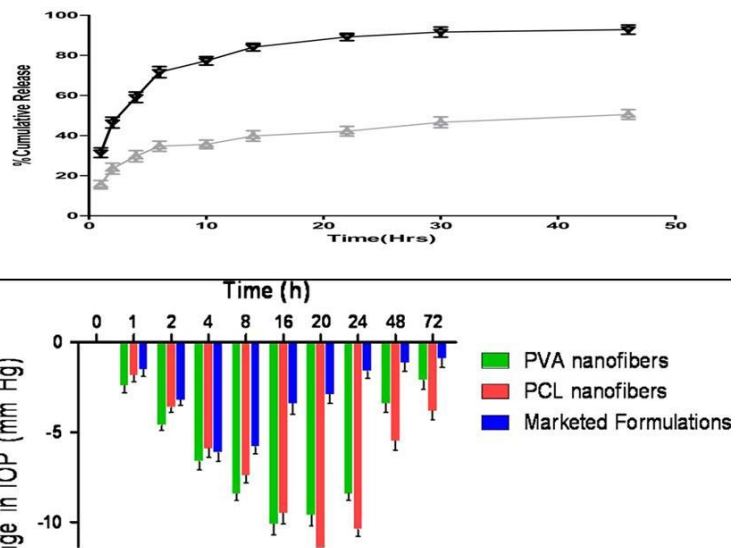 100
80
60
40
20
0
%Cumulative Release
0 10 20 30 40 50
Time(Hrs)
Time (h)
0 1 2 4 8 16 20 24 48 72
0
-5
-10
in IOP (mm Hg)
PVA nanofibers
PCL nanofibers
Marketed Formulations